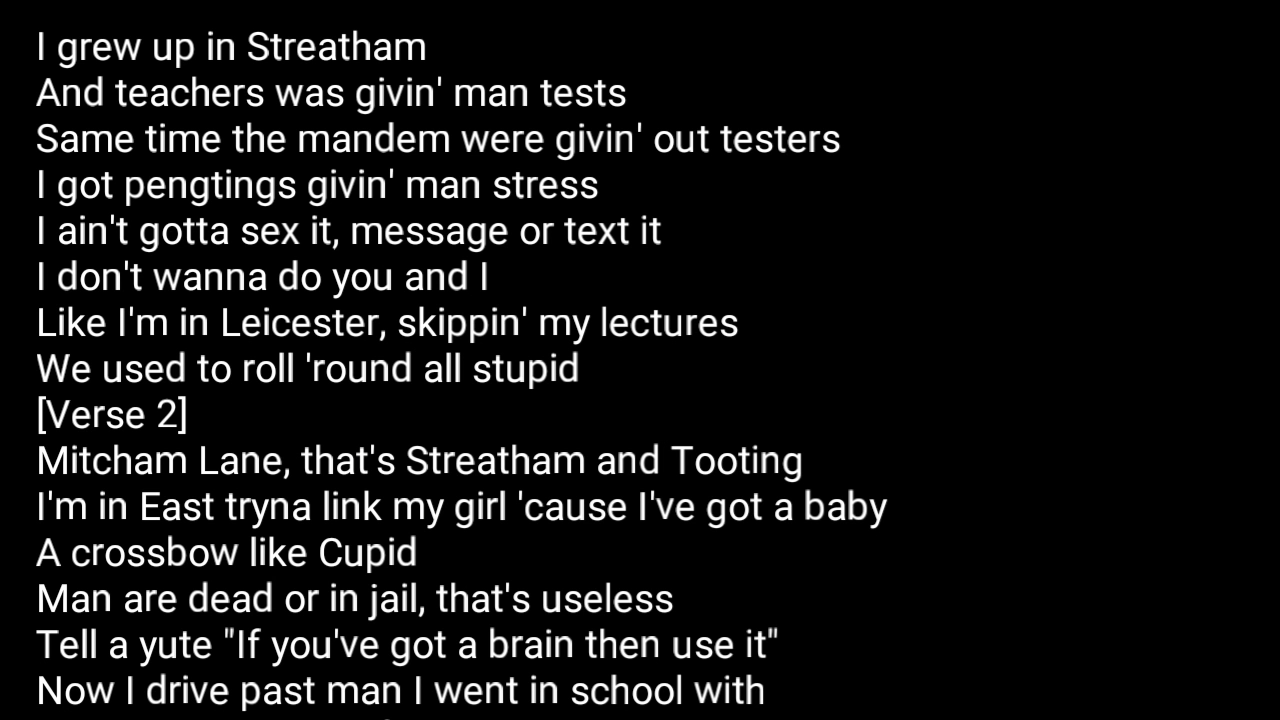 I grew up in Streatham
And teachers was givin' man tests
Same time the mandem were givin' out testers
I got pengtings givin' man stress
I ain't gotta sex it, message or text it
I don't wanna do you and I
Like I'm in Leicester, skippin' my lectures
We used to roll 'round all stupid
[Verse 2]
Mitcham Lane, that's Streatham and Tooting
I'm in East tryna link my girl 'cause I've got a baby
A crossbow like Cupid
Man are dead or in jail, that's useless
Tell a yute "If you've got a brain then use it"
Now I drive past man I went in school with